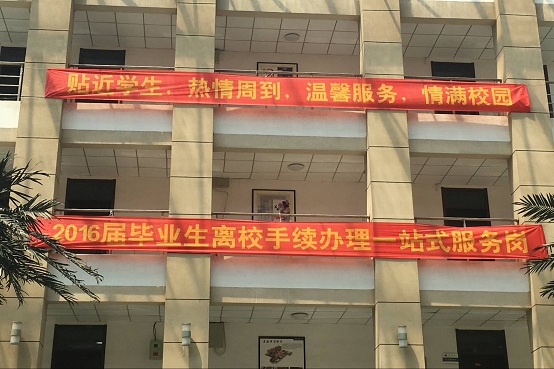 贴近学生，热情周到，温馨服务，情满校园
2016届毕业生离校手续办理一站式服务岗